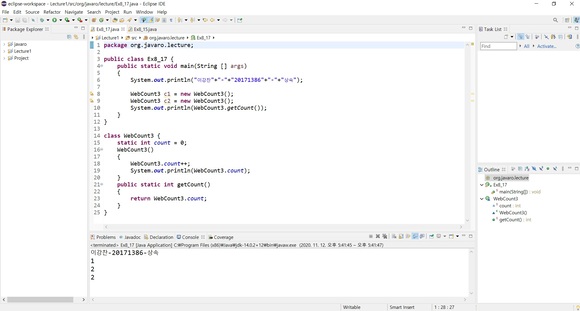 eclipse-workspace - Lecture1/src/org/javaro/lecture/Ex8_17.java - Eclipse IDE
File Edit Source Refactor Navigate Search Project Run Window Help
Package Explorer
javaro
Lecture1
Project
Ex8_17.java Ex8_15.java
Lecture1 src org.javaro.lecture Ex8_17
1 package org.javaro.lecture;
2
3 public class Ex8_17 {
4 public static void main(String [] args)
5 {
6 System.out.println("이강찬"+"-"+"20171386"+"-"+"상속");
7
8 WebCount3 c1 = new WebCount3();
9 WebCount3 c2 = new WebCount3();
10 System.out.println(WebCount3.getCount());
11 }
12 }
13
14 class WebCount3 {
15 static int count = 0;
16 WebCount3()
17 {
18 WebCount3.count++;
19 System.out.println(WebCount3.count);
20 }
21 public static int getCount()
22 {
23 return WebCount3.count;
24 }
25 }
Problems Javadoc Declaration Console Coverage
<terminated> Ex8_17 [Java Application] C:\Program Files (x86)\Java\jdk-14.0.2+12\bin\javaw.exe (2020. 11. 12. 오후 5:41:45 – 오후 5:41:47)
이강찬-20171386-상속
1
2
2
Task List
Find All Activate...
Outline
org.javaro.lecture
Ex8_17
main(String[]) : void
WebCount3
count : int
WebCount3()
getCount() : int
Writable Smart Insert 1 : 28 : 27